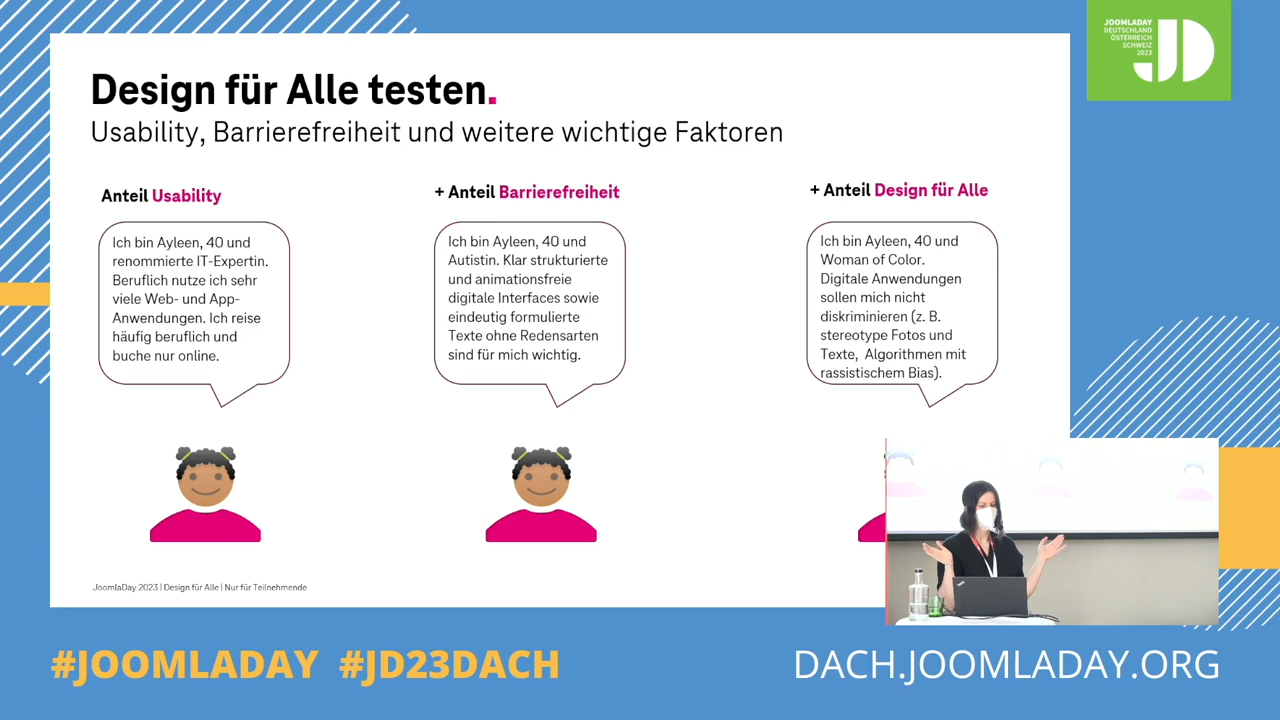 JOOMLADAY
DEUTSCHLAND
ÖSTERREICH
SCHWEIZ
2023
JD
Design für Alle testen.
Usability, Barrierefreiheit und weitere wichtige Faktoren
Anteil Usability
Ich bin Ayleen, 40 und
renommierte IT-Expertin.
Beruflich nutze ich sehr
viele Web- und App-
Anwendungen. Ich reise
häufig beruflich und
buche nur online.
+ Anteil Barrierefreiheit
Ich bin Ayleen, 40 und
Autistin. Klar strukturierte
und animationsfreie
digitale Interfaces sowie
eindeutig formulierte
Texte ohne Redensarten
sind für mich wichtig.
+ Anteil Design für Alle
Ich bin Ayleen, 40 und
Woman of Color.
Digitale Anwendungen
sollen mich nicht
diskriminieren (z. B.
stereotype Fotos und
Texte, Algorithmen mit
rassistischem Bias).
JoomlaDay 2023 | Design für Alle | Nur für Teilnehmende
#JOOMLADAY #JD23DACH
DACH.JOOMLADAY.ORG